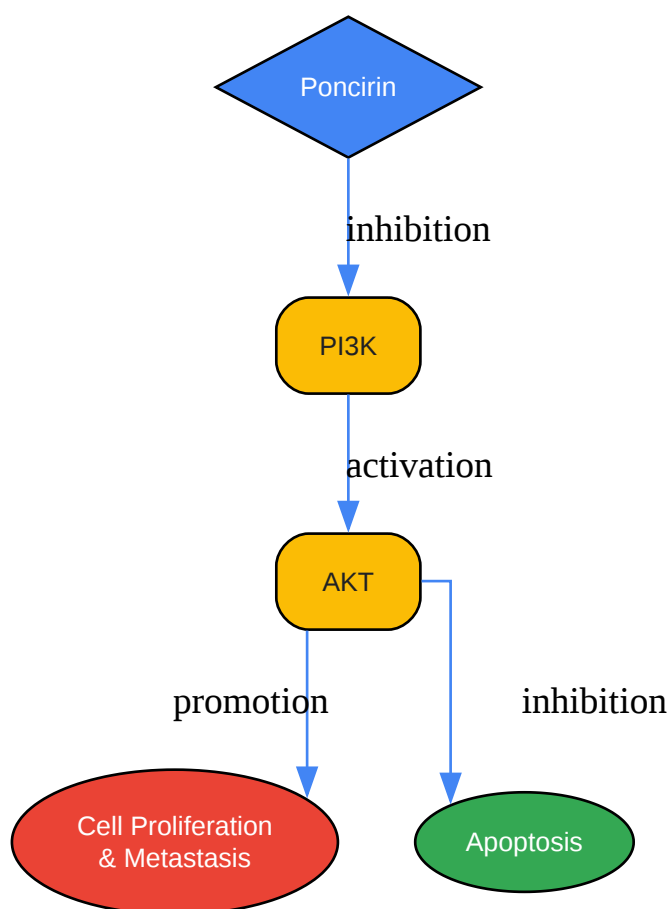 Poncirin
inhibition
PI3K
activation
AKT
promotion
inhibition
Cell Proliferation
& Metastasis
Apoptosis